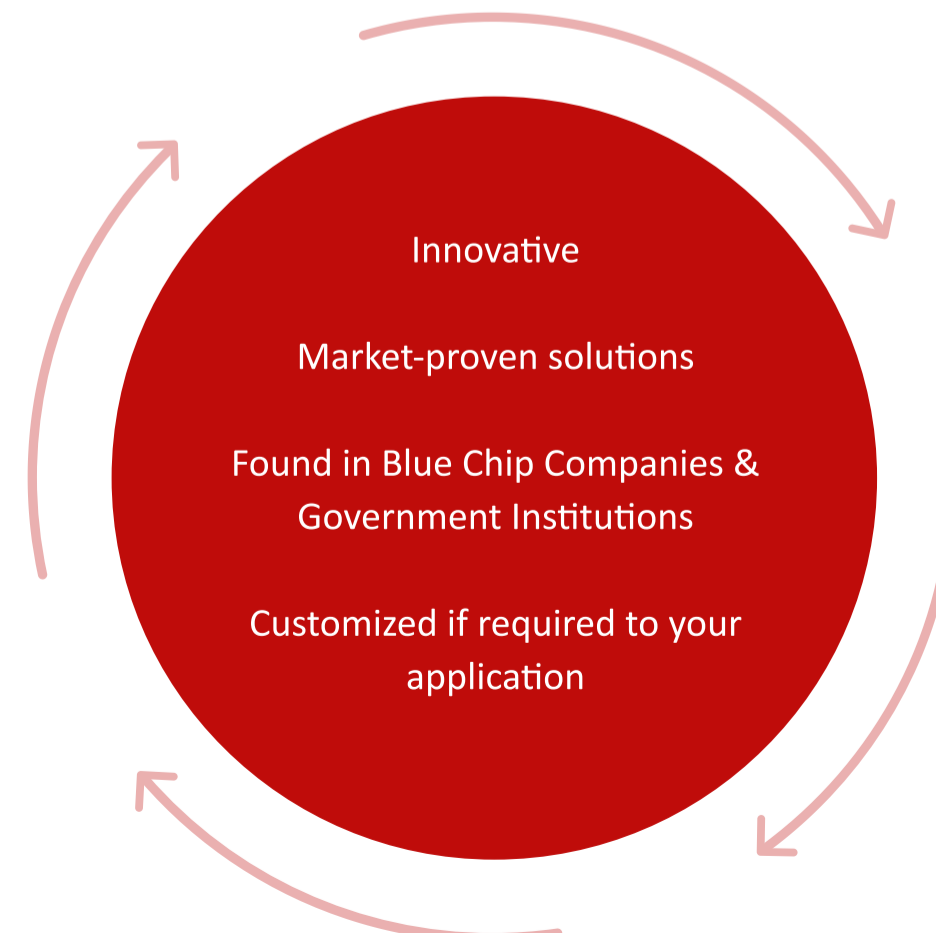 Innovative
Market-proven solutions
Found in Blue Chip Companies &
Government Institutions
Customized if required to your
application